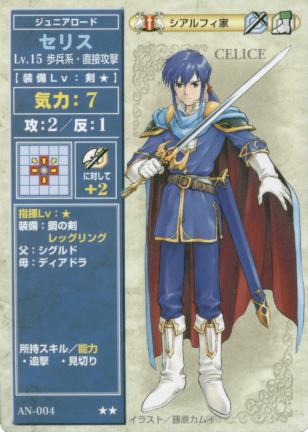 ジュニアロード
セリス
Lv.15 歩兵系・直接攻撃
【装備Lv：剣★】
気力：7
攻：2／反：1
に対して
+2
指揮Lv：★
装備：鋼の剣
レッグリング
父：シグルド
母：ディアドラ
所持スキル／能力
・追撃 ・見切り
AN-004
★★
シアルフィ家
CELICE
イラスト／藤原カムイ